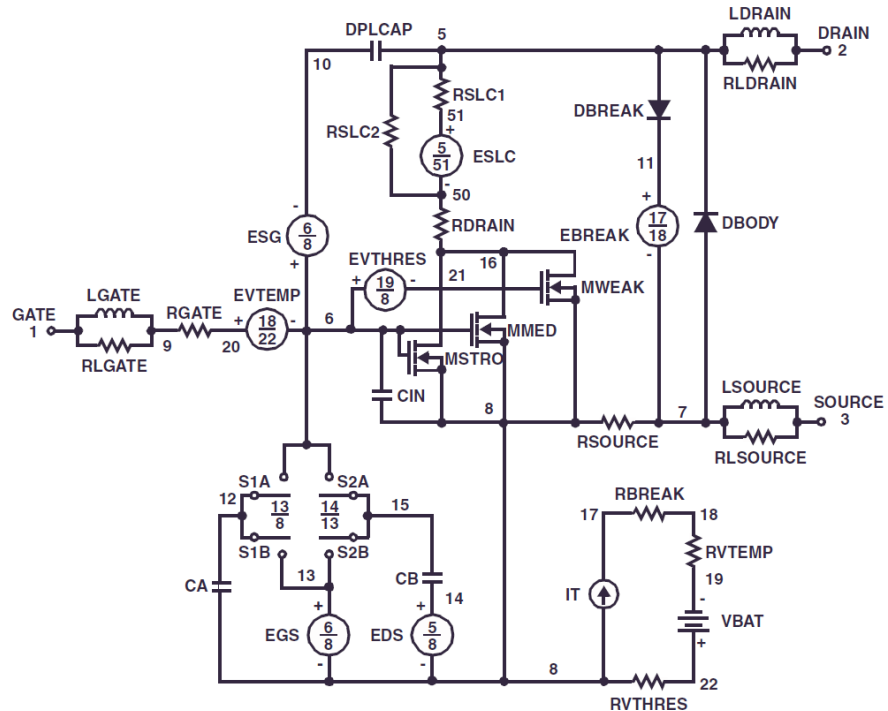 LDRAIN
DPLCAP 5 DRAIN
10 2
RLDRAIN
RSLC1
DBREAK
51
RSLC2 +
5
51
ESLC
11
-
50
- +
RDRAIN 17
18
6
8
ESG DBODY
EBREAK
EVTHRES 16
+ 21 -
+ 19
8
- MWEAK
LGATE EVTEMP
GATE RGATE + 18
22
- 6 MMED
1
9 20 MSTRO
RLGATE
LSOURCE
CIN 8 7 SOURCE
3
RSOURCE
RLSOURCE
S1A S2A
12 13
8
14
13
15 RBREAK
17 18
S1B S2B
RVTEMP
13 CB
CA 19
14 IT -
+ +
VBAT
EGS 6
8
EDS 5
8
+
- - 8
22
RVTHRES